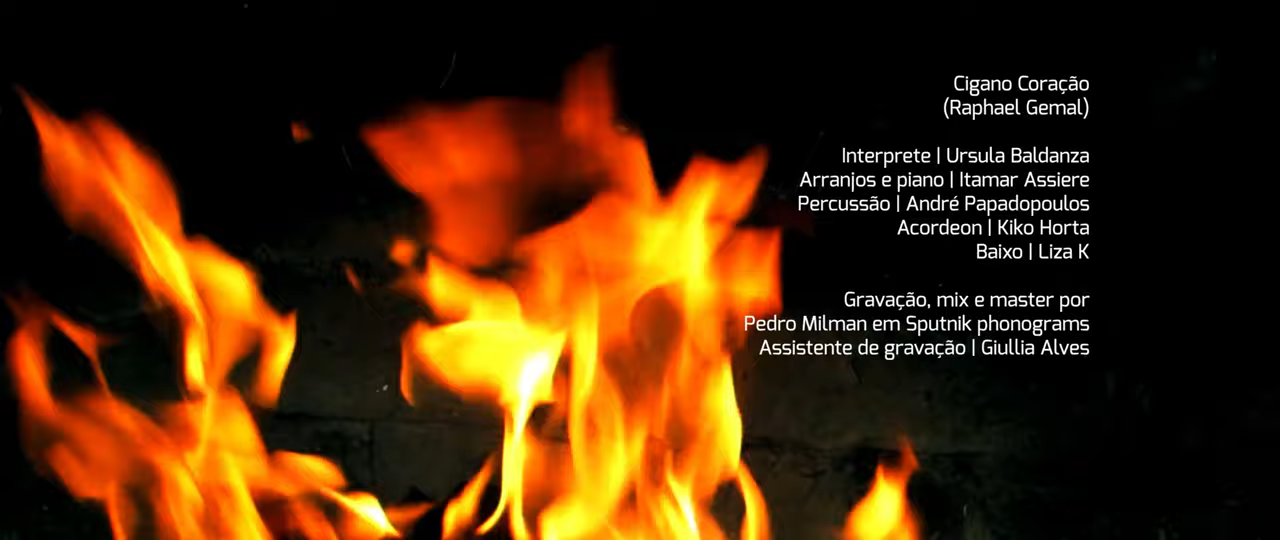 Cigano Coração
(Raphael Gemal)
Interprete | Ursula Baldanza
Arranjos e piano | Itamar Assiere
Percussão | André Papadopoulos
Acordeon | Kiko Horta
Baixo | Liza K
Gravação, mix e master por
Pedro Milman em Sputnik phonograms
Assistente de gravação | Giullia Alves